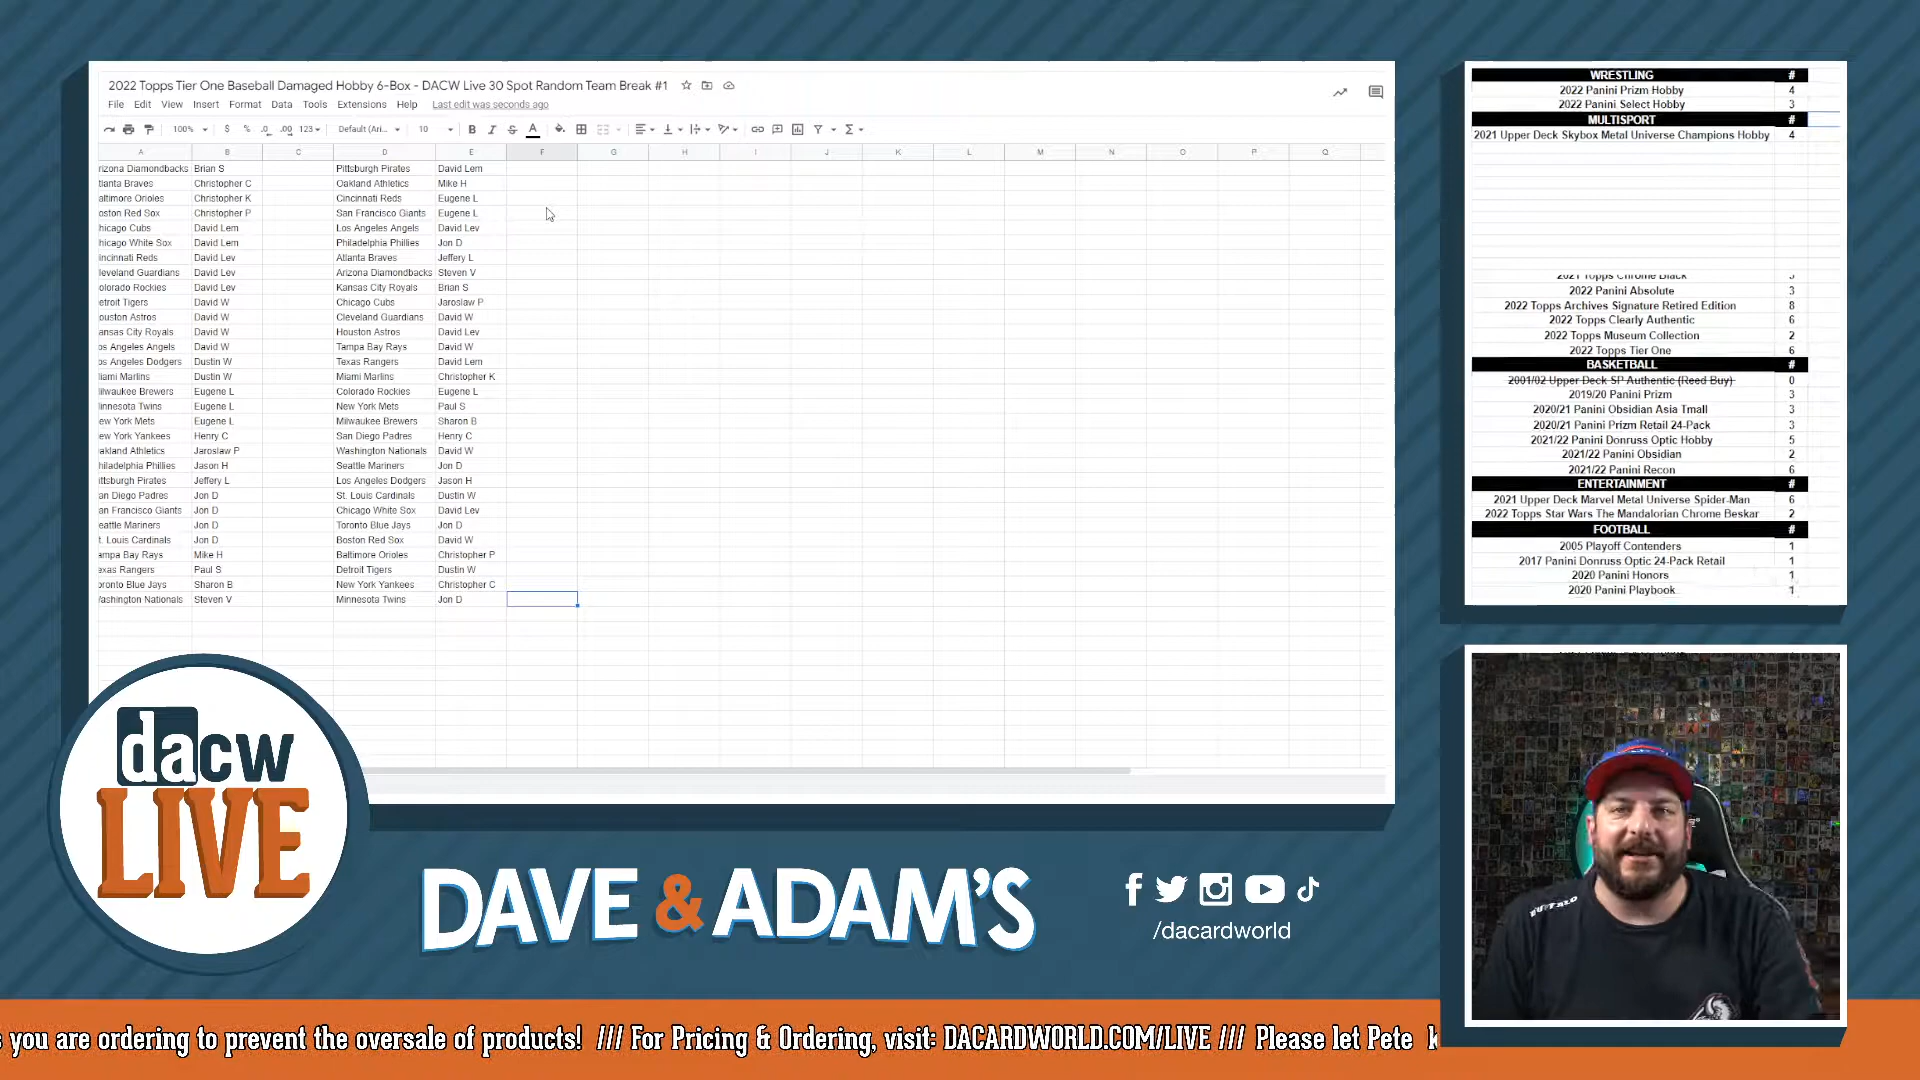 2022 Topps Tier One Baseball Damaged Hobby 6-Box - DACW Live 30 Spot Random Team Break #1
File Edit View Insert Format Data Tools Extensions Help Last edit was seconds ago
100% $ % .0 .00 123 Default (Ari... 10 B I S A
A B C D E F G H I J K L M N O P Q
rizona Diamondbacks Brian S Pittsburgh Pirates David Lem
tlanta Braves Christopher C Oakland Athletics Mike H
altimore Orioles Christopher K Cincinnati Reds Eugene L
oston Red Sox Christopher P San Francisco Giants Eugene L
hicago Cubs David Lem Los Angeles Angels David Lev
hicago White Sox David Lem Philadelphia Phillies Jon D
incinnati Reds David Lev Atlanta Braves Jeffery L
leveland Guardians David Lev Arizona Diamondbacks Steven V
olorado Rockies David Lev Kansas City Royals Brian S
etroit Tigers David W Chicago Cubs Jaroslaw P
ouston Astros David W Cleveland Guardians David W
ansas City Royals David W Houston Astros David Lev
os Angeles Angels David W Tampa Bay Rays David W
os Angeles Dodgers Dustin W Texas Rangers David Lem
liami Marlins Dustin W Miami Marlins Christopher K
lilwaukee Brewers Eugene L Colorado Rockies Eugene L
linnesota Twins Eugene L New York Mets Paul S
ew York Mets Eugene L Milwaukee Brewers Sharon B
ew York Yankees Henry C San Diego Padres Henry C
akland Athletics Jaroslaw P Washington Nationals David W
hiladelphia Phillies Jason H Seattle Mariners Jon D
ittsburgh Pirates Jeffery L Los Angeles Dodgers Jason H
an Diego Padres Jon D St. Louis Cardinals Dustin W
an Francisco Giants Jon D Chicago White Sox David Lev
eattle Mariners Jon D Toronto Blue Jays Jon D
t. Louis Cardinals Jon D Boston Red Sox David W
ampa Bay Rays Mike H Baltimore Orioles Christopher P
exas Rangers Paul S Detroit Tigers Dustin W
oronto Blue Jays Sharon B New York Yankees Christopher C
ashington Nationals Steven V Minnesota Twins Jon D
WRESTLING #
2022 Panini Prizm Hobby 4
2022 Panini Select Hobby 3
MULTISPORT #
2021 Upper Deck Skybox Metal Universe Champions Hobby 4
2021 Topps Chrome Black
2022 Panini Absolute 3
2022 Topps Archives Signature Retired Edition 8
2022 Topps Clearly Authentic 6
2022 Topps Museum Collection 2
2022 Topps Tier One 6
BASKETBALL #
2001/02 Upper Deck SP Authentic (Reed Buy) 0
2019/20 Panini Prizm 3
2020/21 Panini Obsidian Asia Tmall 3
2020/21 Panini Prizm Retail 24-Pack 3
2021/22 Panini Donruss Optic Hobby 5
2021/22 Panini Obsidian 2
2021/22 Panini Recon 6
ENTERTAINMENT #
2021 Upper Deck Marvel Metal Universe Spider-Man 6
2022 Topps Star Wars The Mandalorian Chrome Beskar 2
FOOTBALL #
2005 Playoff Contenders 1
2017 Panini Donruss Optic 24-Pack Retail 1
2020 Panini Honors 1
2020 Panini Playbook 1
dacw
LIVE
DAVE & ADAM'S
/dacardworld
BUFFALO
s you are ordering to prevent the oversale of products! /// For Pricing & Ordering, visit: DACARDWORLD.COM/LIVE /// Please let Pete k